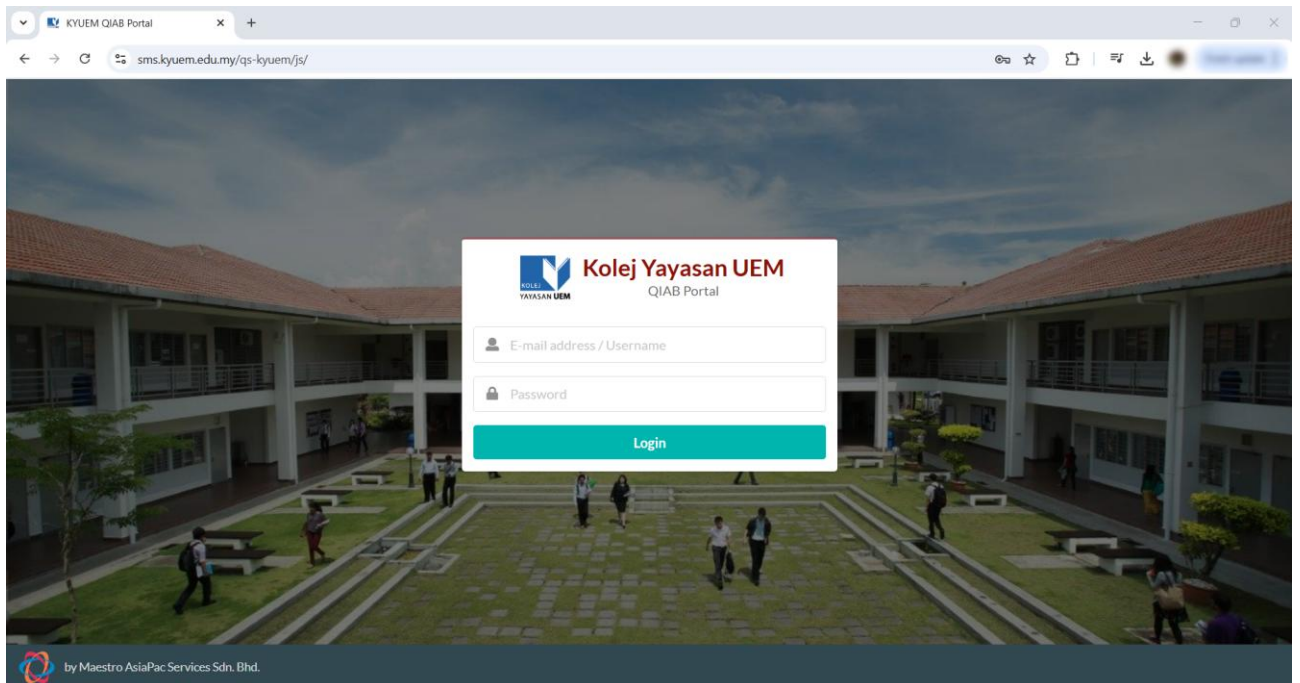 KYUEM QIAB Portal
sms.kyuem.edu.my/qs-kyuem/js/
KOLEJ
YAYASAN UEM
Kolej Yayasan UEM
QIAB Portal
E-mail address / Username
Password
Login
by Maestro AsiaPac Services Sdn. Bhd.